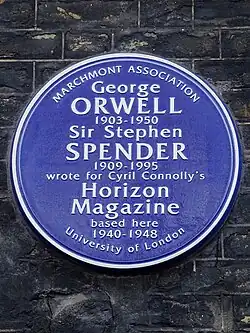 MARCHMONT ASSOCIATION
George
ORWELL
1903-1950
Sir Stephen
SPENDER
1909-1995
wrote for Cyril Connolly's
Horizon
Magazine
based here
1940-1948
University of London